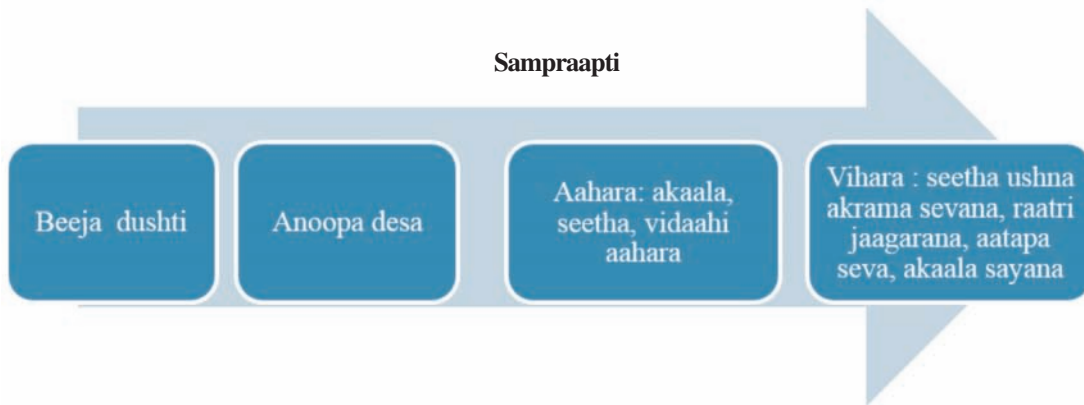 Sampraapti
Beeja dushti
Anoopa desa
Aahara: akaala,
seetha, vidaahi
aahara
Vihara : seetha ushna
akrama sevana, raatri
jaagarana, aatapa
seva, akaala sayana